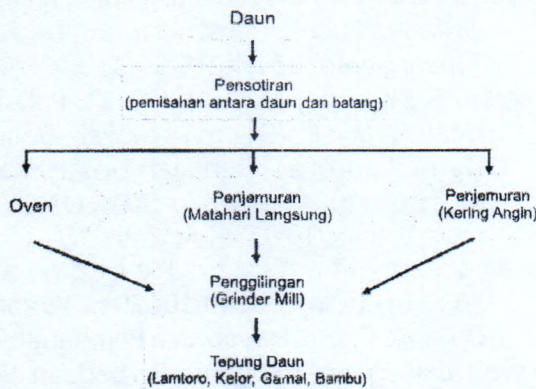 Daun
Pensotiran
(pemisahan antara daun dan batang)
Oven
Penjemuran
(Matahari Langsung)
Penjemuran
(Kering Angin)
Penggilingan
(Grinder Mill)
Tepung Daun
(Lamtoro, Kelor, Gamal, Bambu)